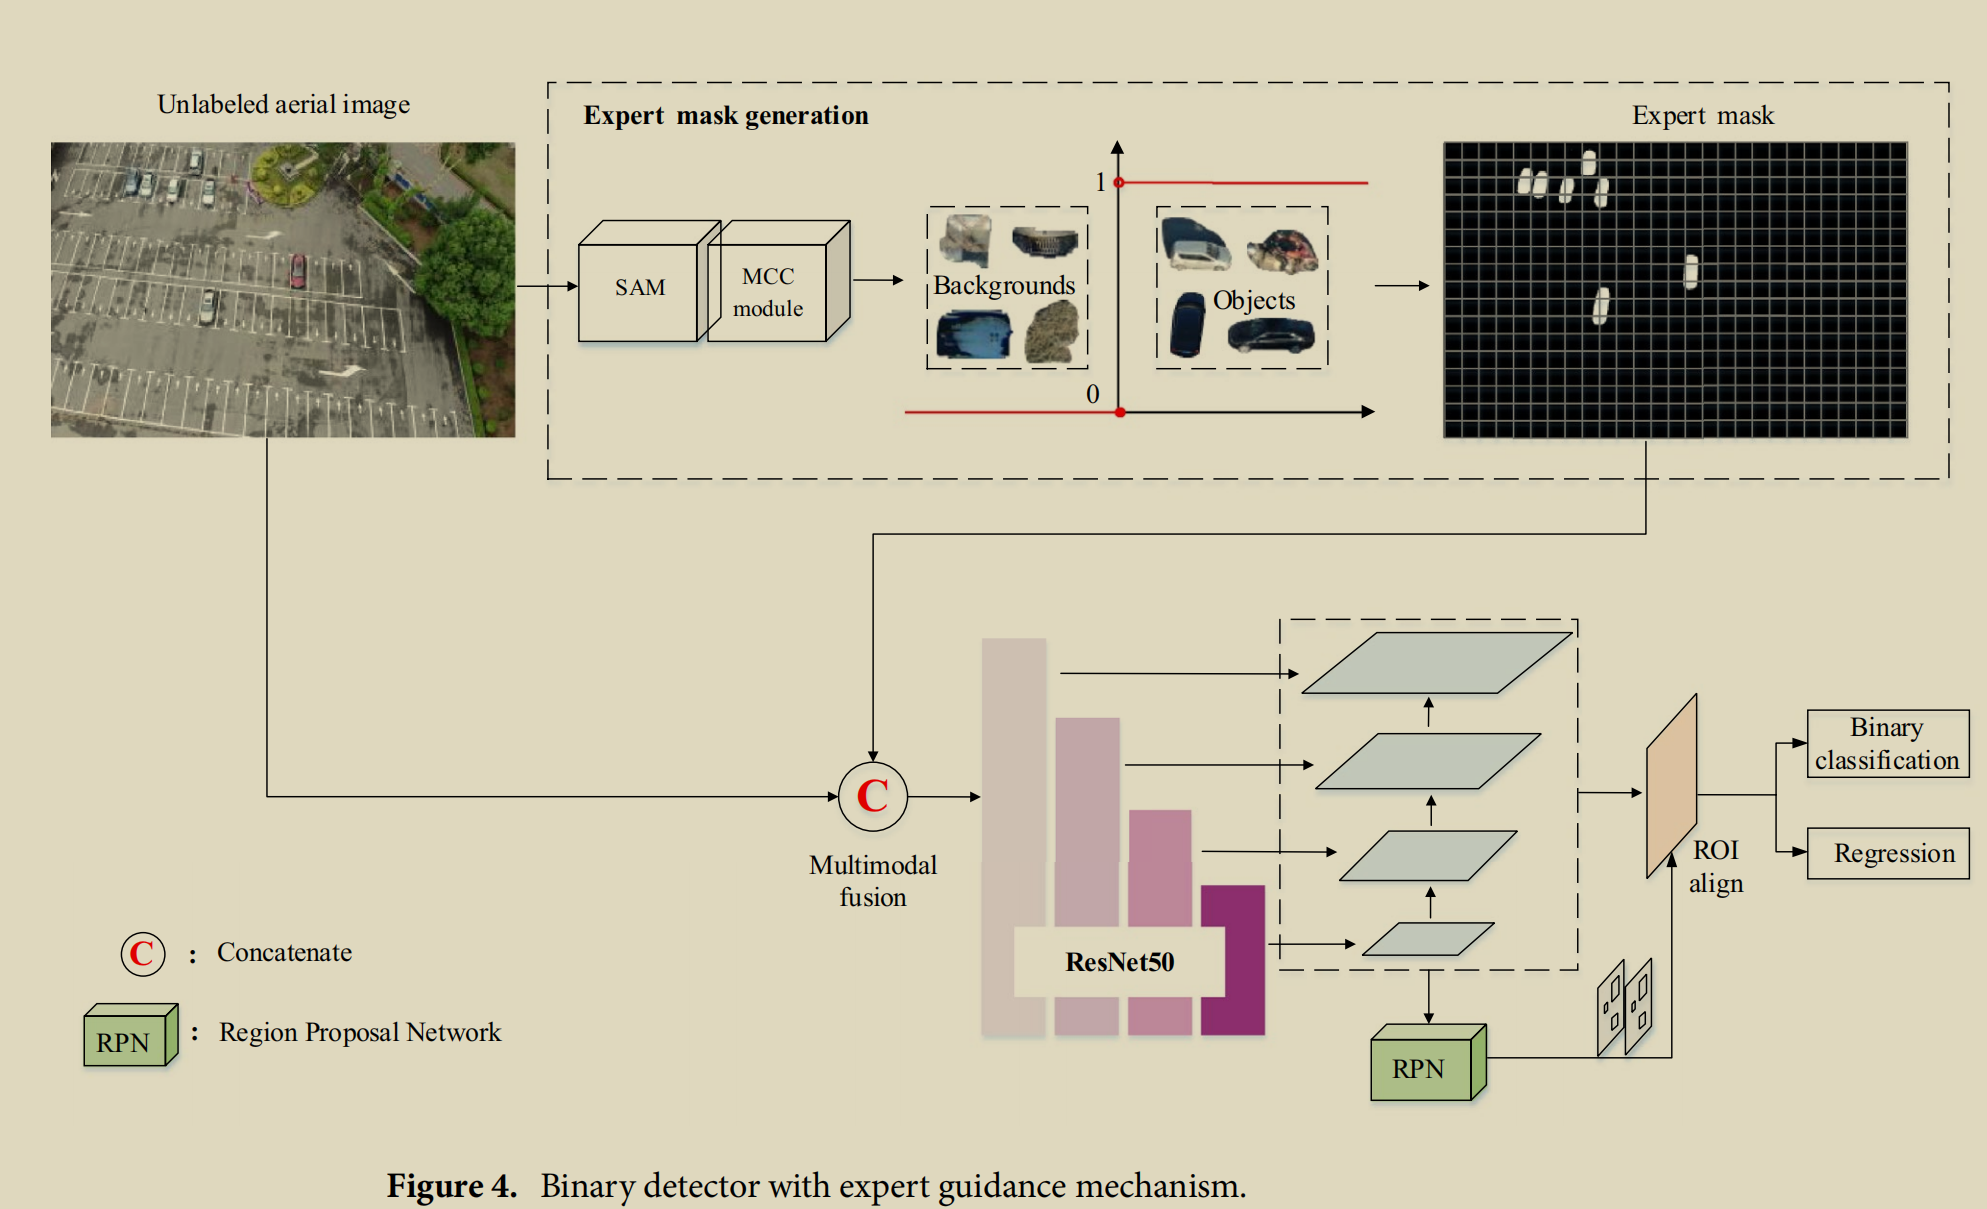 Unlabeled aerial image
Expert mask generation
Expert mask
1
SAM
MCC
module
Backgrounds
Objects
0
C
Multimodal
fusion
ResNet50
Binary
classification
ROI
align
Regression
RPN
C : Concatenate
RPN : Region Proposal Network
Figure 4. Binary detector with expert guidance mechanism.